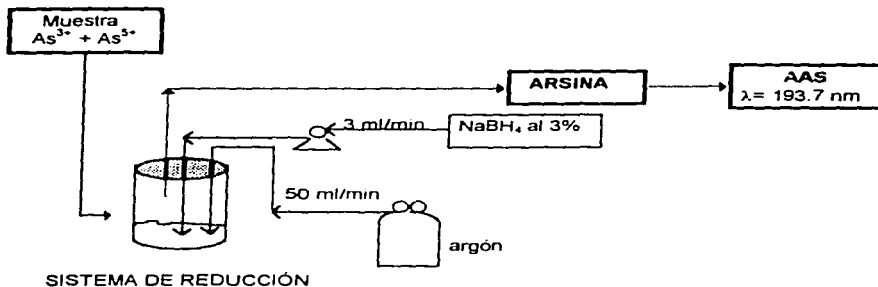 Muestra
As³⁺ + As⁵⁺
ARSINA
AAS
λ= 193.7 nm
3 ml/min
NaBH₄ al 3%
50 ml/min
argón
SISTEMA DE REDUCCIÓN